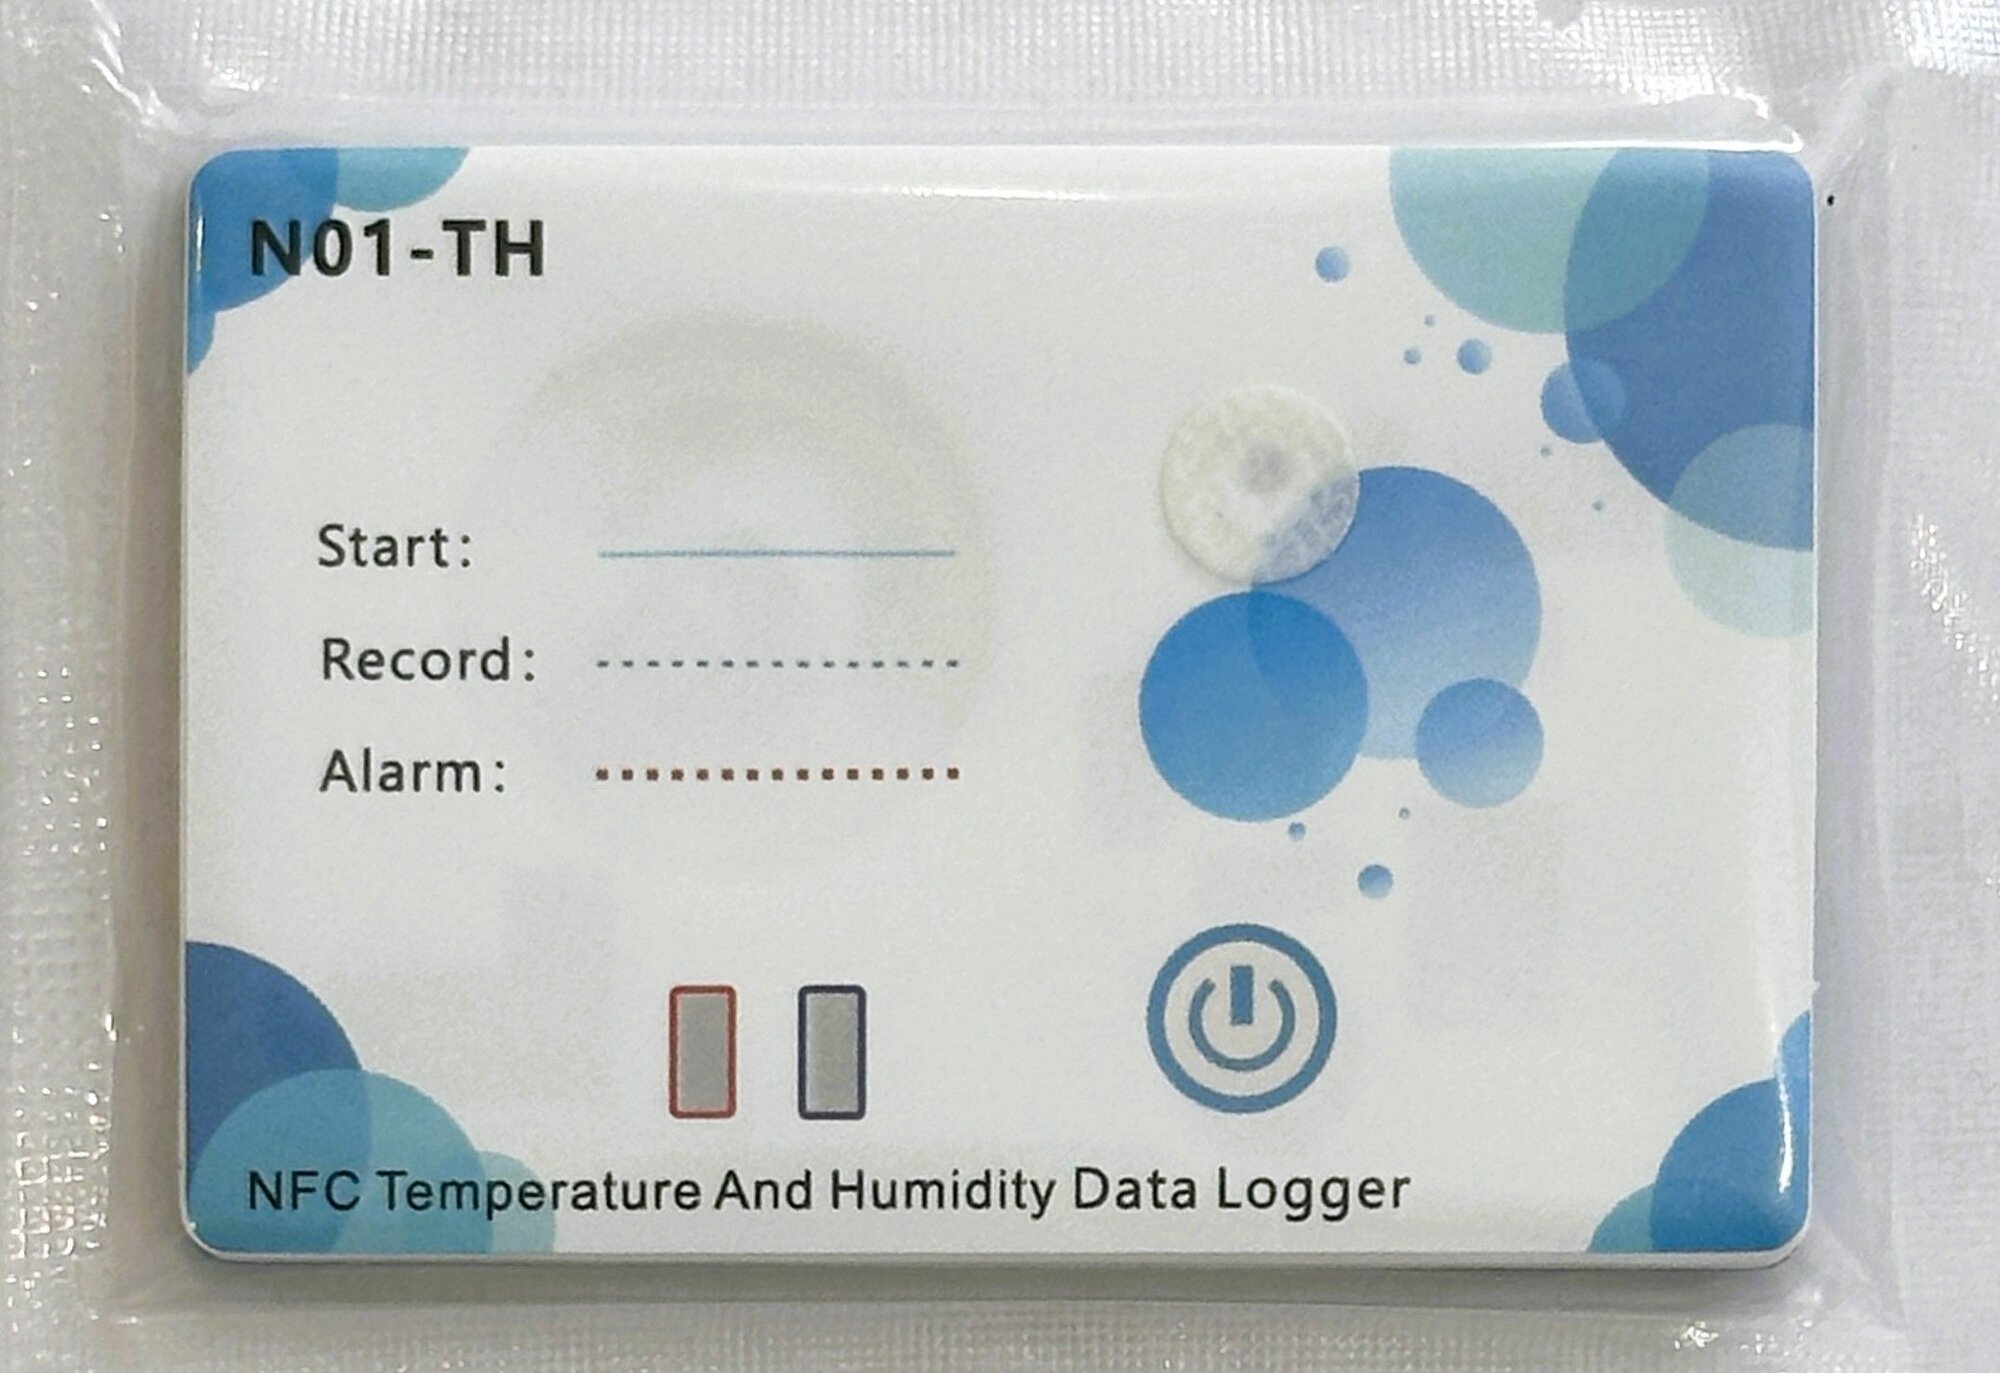 N01-TH
Start:
Record:
Alarm:
NFC Temperature And Humidity Data Logger